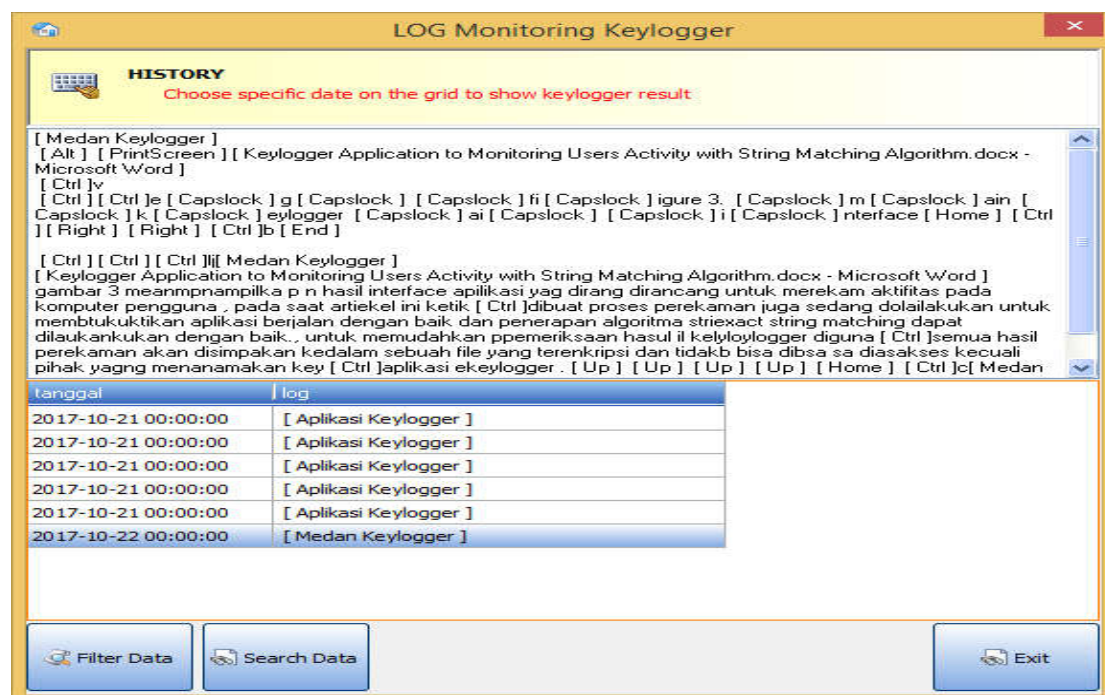 LOG Monitoring Keylogger
HISTORY
Choose specific date on the grid to show keylogger result
[ Medan Keylogger ]
[ Alt ] [ PrintScreen ] [ Keylogger Application to Monitoring Users Activity with String Matching Algorithm.docx -
Microsoft Word ]
[ Ctrl ]v
[ Ctrl ] [ Ctrl ]e [ Capslock ] g [ Capslock ] [ Capslock ] fi [ Capslock ] igure 3. [ Capslock ] m [ Capslock ] ain [
Capslock ] k [ Capslock ] eylogger [ Capslock ] ai [ Capslock ] [ Capslock ] i [ Capslock ] nterface [ Home ] [ Ctrl
] [ Right ] [ Right ] [ Ctrl ]b [ End ]
[ Ctrl ] [ Ctrl ] [ Ctrl ]lj[ Medan Keylogger ]
[ Keylogger Application to Monitoring Users Activity with String Matching Algorithm.docx - Microsoft Word ]
gambar 3 meanmpnampilka p n hasil interface apilikasi yag dirang dirancang untuk merekam aktifitas pada
komputer pengguna , pada saat artiekel ini ketik [ Ctrl ]dibuat proses perekaman juga sedang dolailakukan untuk
membtukuktikan aplikasi berjalan dengan baik dan penerapan algoritma striexact string matching dapat
dilaukankukan dengan baik., untuk memudahkan ppemeriksaan hasul il kelyloylogger diguna [ Ctrl ]semua hasil
perekaman akan disimpakan kedalam sebuah file yang terenkripsi dan tidakb bisa dibsa sa diasakses kecuali
pihak yagng menanamakan key [ Ctrl ]aplikasi ekeylogger . [ Up ] [ Up ] [ Up ] [ Up ] [ Home ] [ Ctrl ]c[ Medan
tanggal log
2017-10-21 00:00:00 [ Aplikasi Keylogger ]
2017-10-21 00:00:00 [ Aplikasi Keylogger ]
2017-10-21 00:00:00 [ Aplikasi Keylogger ]
2017-10-21 00:00:00 [ Aplikasi Keylogger ]
2017-10-21 00:00:00 [ Aplikasi Keylogger ]
2017-10-22 00:00:00 [ Medan Keylogger ]
Filter Data Search Data Exit